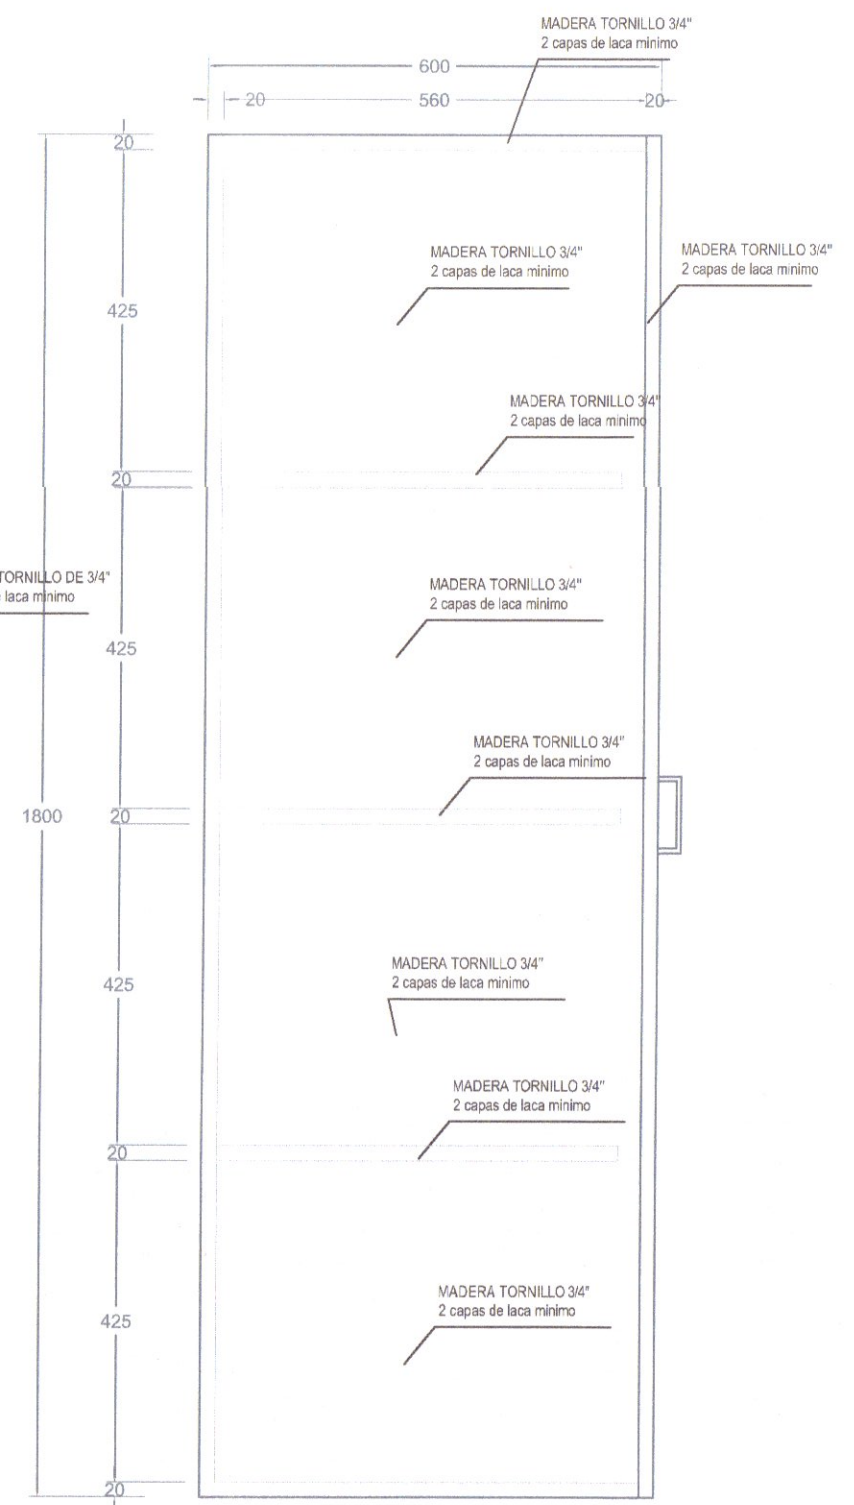 MADERA TORNILLO 3/4"
2 capas de laca minimo
600
20
560
20
20
MADERA TORNILLO 3/4"
2 capas de laca minimo
MADERA TORNILLO 3/4"
2 capas de laca minimo
425
MADERA TORNILLO 3/4"
2 capas de laca minimo
20
TORNILLO DE 3/4"
laca minimo
MADERA TORNILLO 3/4"
2 capas de laca minimo
425
MADERA TORNILLO 3/4"
2 capas de laca minimo
1800
20
MADERA TORNILLO 3/4"
2 capas de laca minimo
425
MADERA TORNILLO 3/4"
2 capas de laca minimo
20
MADERA TORNILLO 3/4"
2 capas de laca minimo
425
20